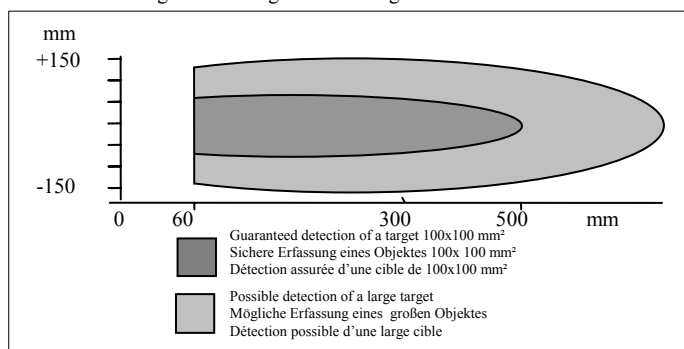 mm
+150
-150
0 60 300 500 mm
Guaranteed detection of a target 100x100 mm²
Sichere Erfassung eines Objektes 100x 100 mm²
Détection assurée d’une cible de 100x100 mm²
Possible detection of a large target
Mögliche Erfassung eines großen Objektes
Détection possible d’une large cible